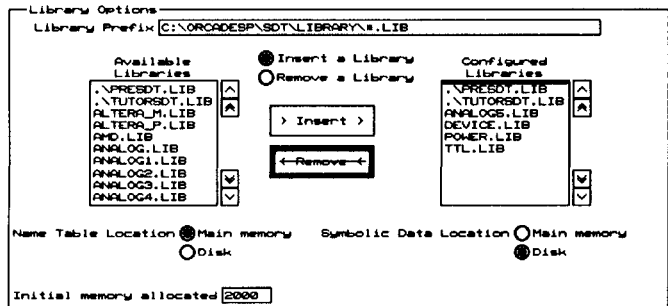 Library Options
Library Prefix C:\ORCADESP\SDT\LIBRARY\*.LIB
Available Libraries
.\PRESDT.LIB
.\TUTORSDT.LIB
ALTERA_M.LIB
ALTERA_P.LIB
AMD.LIB
ANALOG.LIB
ANALOG1.LIB
ANALOG2.LIB
ANALOG3.LIB
ANALOG4.LIB
Insert a Library
Remove a Library
> Insert >
←Remove←
Configured Libraries
.\PRESDT.LIB
.\TUTORSDT.LIB
ANALOG5.LIB
DEVICE.LIB
POWER.LIB
TTL.LIB
Name Table Location Main memory
Disk
Symbolic Data Location Main memory
Disk
Initial memory allocated 2000